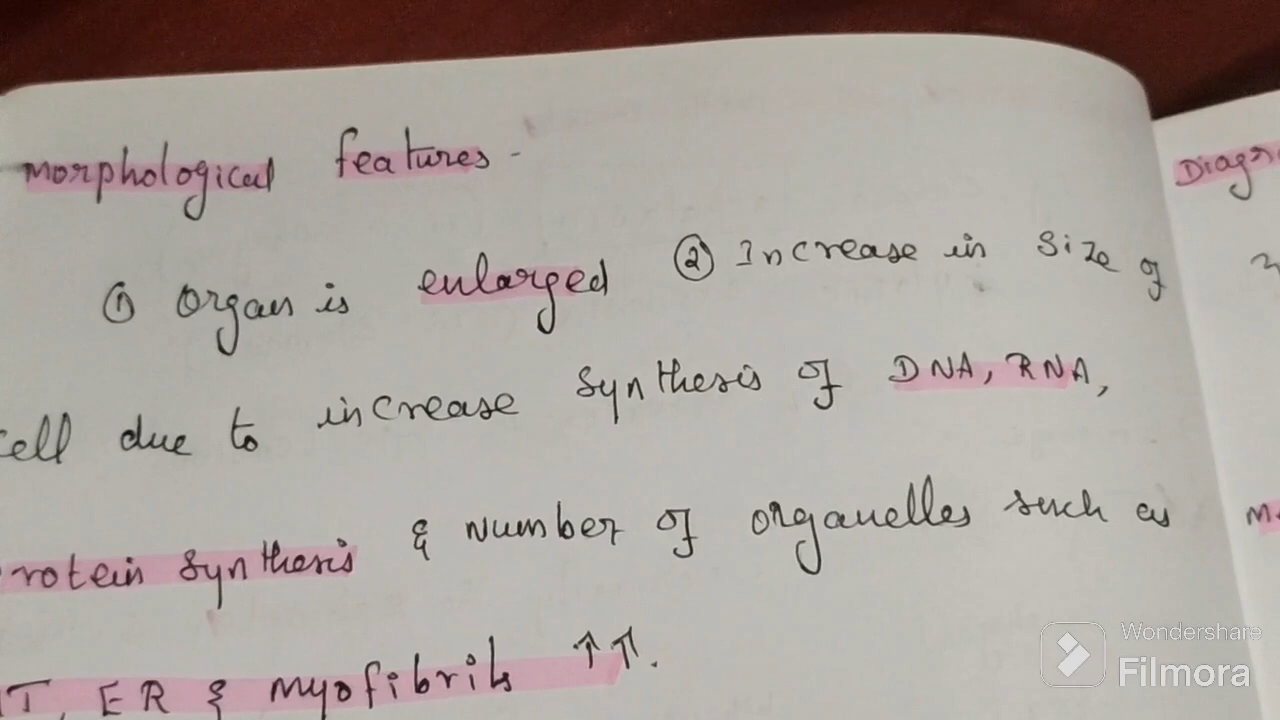 morphological features -
① organ is enlarged ② Increase in size of
cell due to increase synthesis of DNA, RNA,
rotein synthesis & number of organelles such as
T, ER & myofibrils ↑↑.
Diag
Wondershare
Filmora